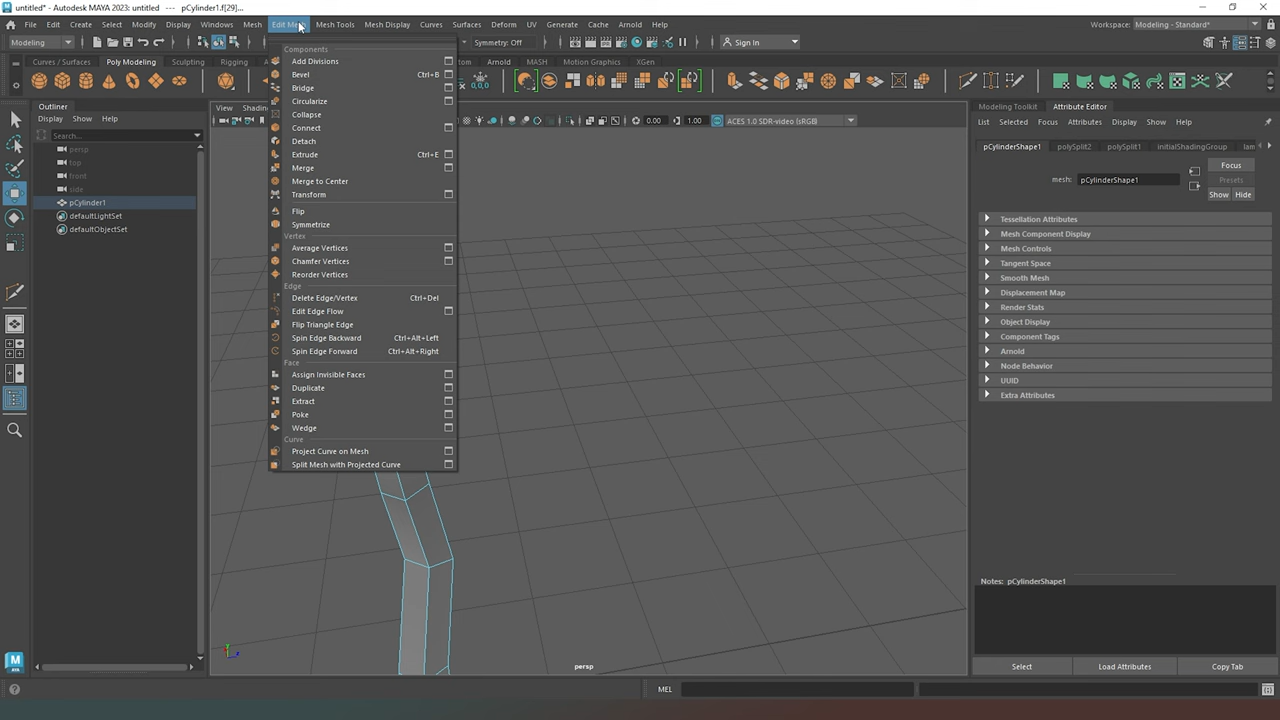 untitled* - Autodesk MAYA 2023: untitled --- pCylinder1.f[29]...
File Edit Create Select Modify Display Windows Mesh Edit Mesh Mesh Tools Mesh Display Curves Surfaces Deform UV Generate Cache Arnold Help
Workspace: Modeling - Standard*
Modeling
Symmetry: Off
Sign In
Curves / Surfaces Poly Modeling Sculpting Rigging
Arnold MASH Motion Graphics XGen
Outliner
Display Show Help
Search...
persp
top
front
side
pCylinder1
defaultLightSet
defaultObjectSet
View
Components
Add Divisions
Bevel Ctrl+B
Bridge
Circularize
Collapse
Connect
Detach
Extrude Ctrl+E
Merge
Merge to Center
Transform
Flip
Symmetrize
Vertex
Average Vertices
Chamfer Vertices
Reorder Vertices
Edge
Delete Edge/Vertex Ctrl+Del
Edit Edge Flow
Flip Triangle Edge
Spin Edge Backward Ctrl+Alt+Left
Spin Edge Forward Ctrl+Alt+Right
Face
Assign Invisible Faces
Duplicate
Extract
Poke
Wedge
Curve
Project Curve on Mesh
Split Mesh with Projected Curve
0.00 1.00 ACES 1.0 SDR-video (sRGB)
persp
Modeling Toolkit Attribute Editor
List Selected Focus Attributes Display Show Help
pCylinderShape1 polySplit2 polySplit1 initialShadingGroup lam
Focus
mesh: pCylinderShape1
Presets
Show Hide
Tessellation Attributes
Mesh Component Display
Mesh Controls
Tangent Space
Smooth Mesh
Displacement Map
Render Stats
Object Display
Component Tags
Arnold
Node Behavior
UUID
Extra Attributes
Notes: pCylinderShape1
Select Load Attributes Copy Tab
MEL